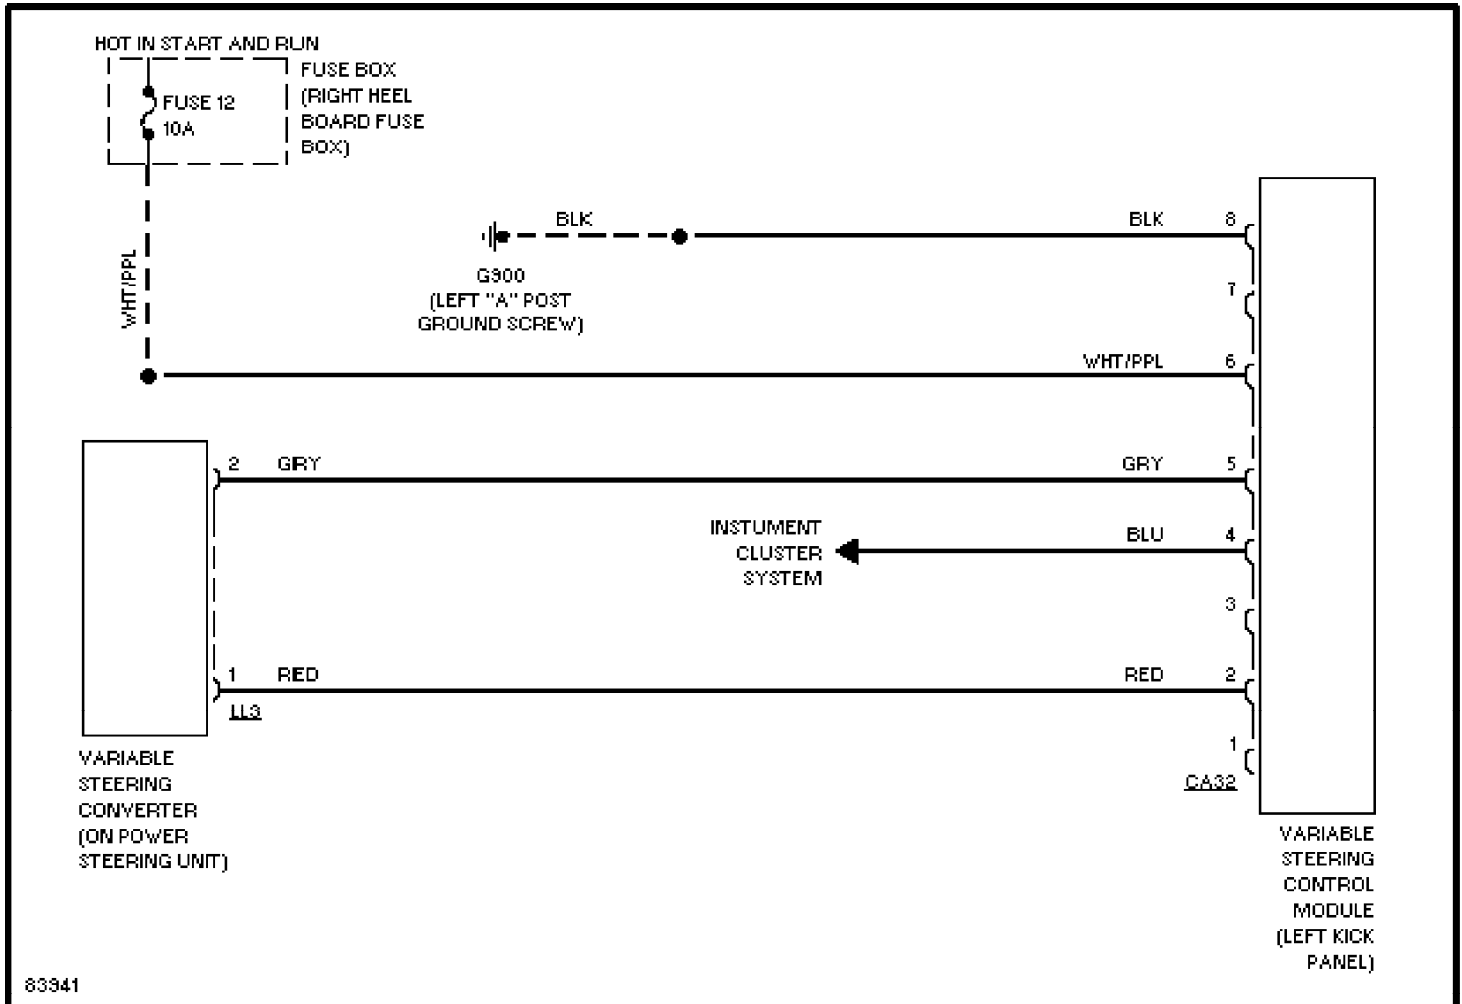 HOT IN START AND RUN
FUSE BOX
(RIGHT HEEL
BOARD FUSE
BOX)
FUSE 12
10A
WHT/PPL
BLK
G900
(LEFT "A" POST
GROUND SCREW)
BLK 8
7
WHT/PPL 6
2 GRY
GRY 5
INSTUMENT
CLUSTER
SYSTEM
BLU 4
3
1 RED
RED 2
LL3
1
CA32
VARIABLE
STEERING
CONVERTER
(ON POWER
STEERING UNIT)
VARIABLE
STEERING
CONTROL
MODULE
(LEFT KICK
PANEL)
83941